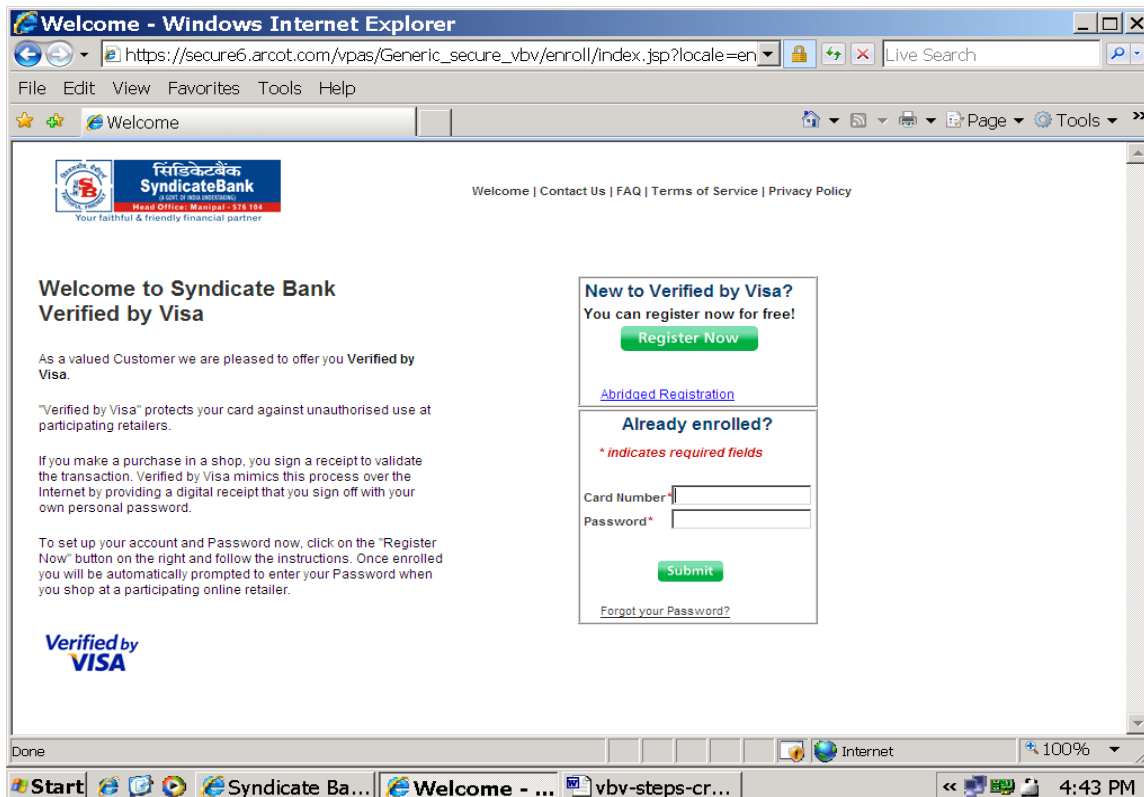 Welcome - Windows Internet Explorer
https://secure6.arcot.com/vpas/Generic_secure_vbv/enroll/index.jsp?locale=en
Live Search
File Edit View Favorites Tools Help
Welcome
Page
Tools
सिंडिकेटबैंक
SyndicateBank
(A GOVT. OF INDIA UNDERTAKING)
Head Office: Manipal - 576 104
Your faithful & friendly financial partner
SB
Welcome | Contact Us | FAQ | Terms of Service | Privacy Policy
Welcome to Syndicate Bank
Verified by Visa
As a valued Customer we are pleased to offer you Verified by
Visa.
"Verified by Visa" protects your card against unauthorised use at
participating retailers.
If you make a purchase in a shop, you sign a receipt to validate
the transaction. Verified by Visa mimics this process over the
Internet by providing a digital receipt that you sign off with your
own personal password.
To set up your account and Password now, click on the "Register
Now" button on the right and follow the instructions. Once enrolled
you will be automatically prompted to enter your Password when
you shop at a participating online retailer.
Verified by
VISA
New to Verified by Visa?
You can register now for free!
Register Now
Abridged Registration
Already enrolled?
* indicates required fields
Card Number*
Password*
Submit
Forgot your Password?
Done
Internet
100%
Start
Syndicate Ba...
Welcome - ...
vbv-steps-cr...
4:43 PM